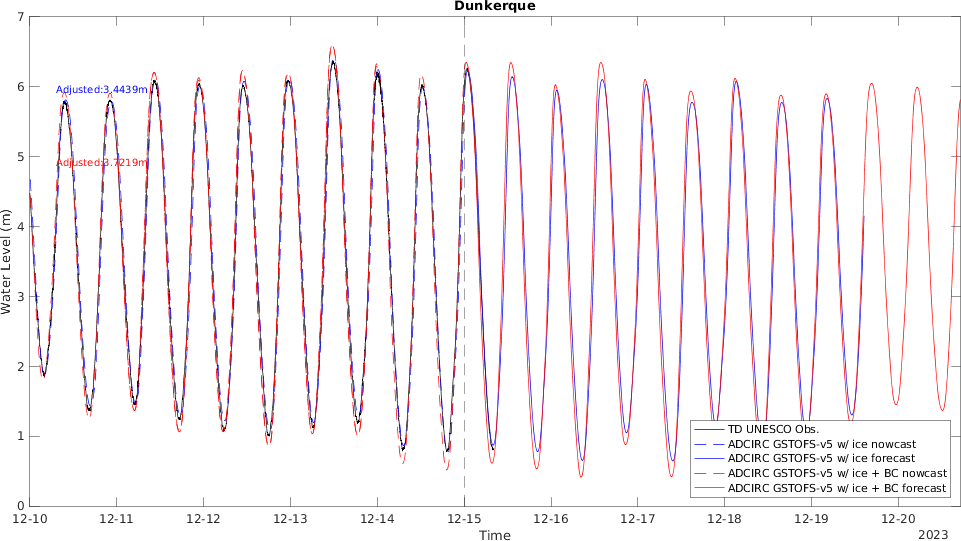 Dunkerque
7
6
5
4
3
2
1
0
Water Level (m)
Adjusted:3.4439m
Adjusted:3.7219m
TD UNESCO Obs.
ADCIRC GSTOFS-v5 w/ ice nowcast
ADCIRC GSTOFS-v5 w/ ice forecast
ADCIRC GSTOFS-v5 w/ ice + BC nowcast
ADCIRC GSTOFS-v5 w/ ice + BC forecast
12-10 12-11 12-12 12-13 12-14 12-15 12-16 12-17 12-18 12-19 12-20
Time
2023